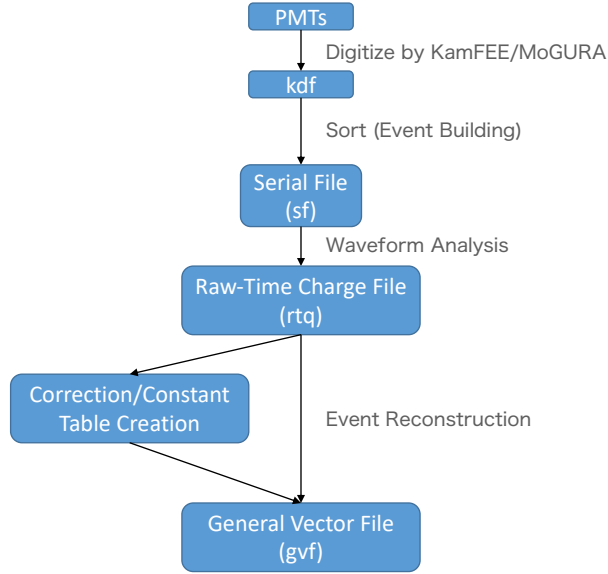 PMTs
Digitize by KamFEE/MoGURA
kdf
Sort (Event Building)
Serial File
(sf)
Waveform Analysis
Raw-Time Charge File
(rtq)
Correction/Constant
Table Creation
Event Reconstruction
General Vector File
(gvf)